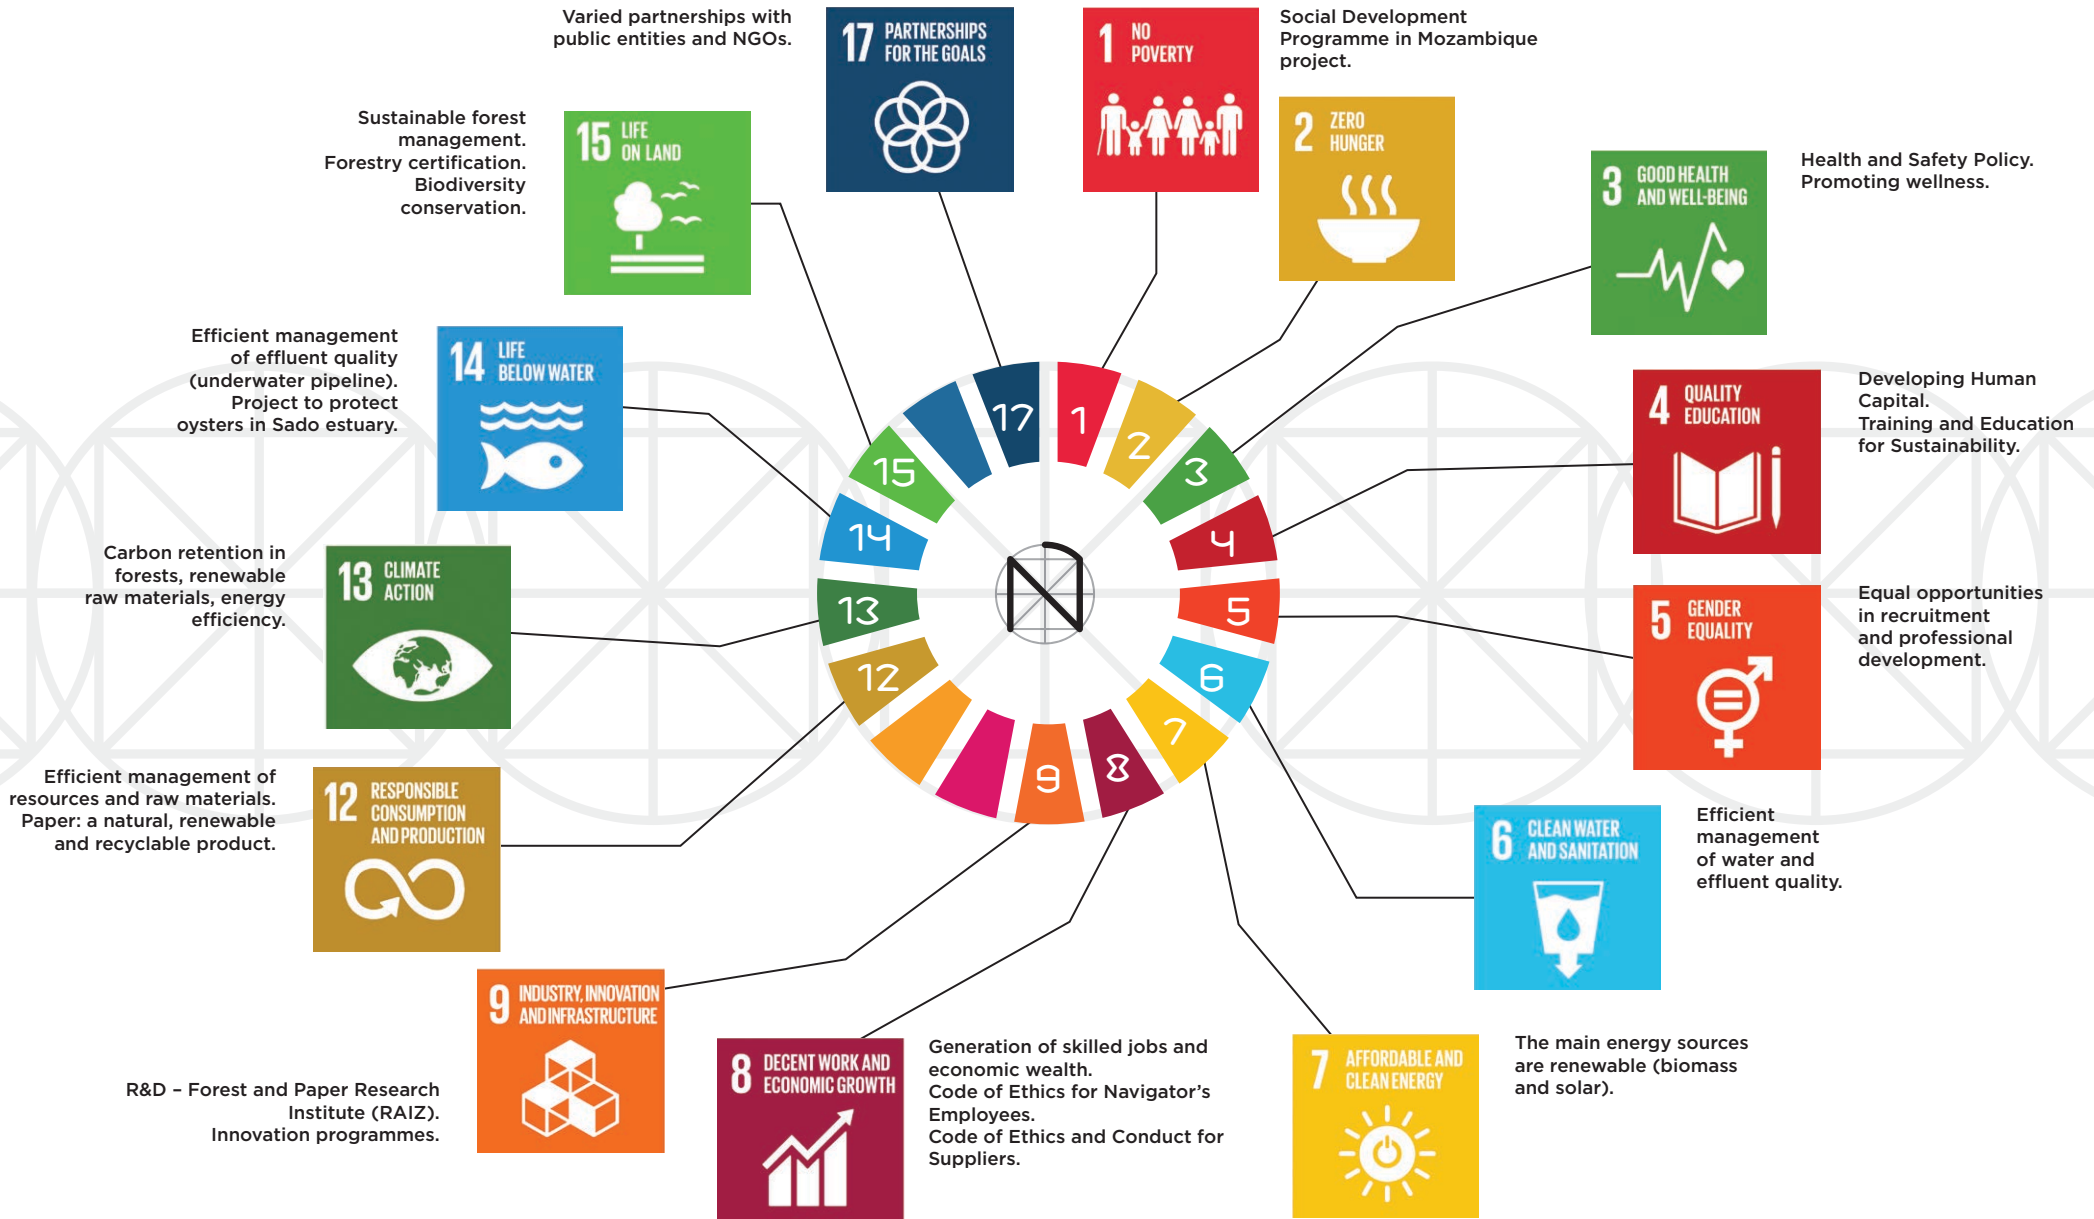 Varied partnerships with
public entities and NGOs.
17 PARTNERSHIPS
FOR THE GOALS
1 NO
POVERTY
Social Development
Programme in Mozambique
project.
2 ZERO
HUNGER
3 GOOD HEALTH
AND WELL-BEING
Health and Safety Policy.
Promoting wellness.
4 QUALITY
EDUCATION
Developing Human
Capital.
Training and Education
for Sustainability.
5 GENDER
EQUALITY
Equal opportunities
in recruitment
and professional
development.
6 CLEAN WATER
AND SANITATION
Efficient
management
of water and
effluent quality.
7 AFFORDABLE AND
CLEAN ENERGY
The main energy sources
are renewable (biomass
and solar).
8 DECENT WORK AND
ECONOMIC GROWTH
Generation of skilled jobs and
economic wealth.
Code of Ethics for Navigator's
Employees.
Code of Ethics and Conduct for
Suppliers.
9 INDUSTRY, INNOVATION
AND INFRASTRUCTURE
R&D – Forest and Paper Research
Institute (RAIZ).
Innovation programmes.
12 RESPONSIBLE
CONSUMPTION
AND PRODUCTION
Efficient management of
resources and raw materials.
Paper: a natural, renewable
and recyclable product.
13 CLIMATE
ACTION
Carbon retention in
forests, renewable
raw materials, energy
efficiency.
14 LIFE
BELOW WATER
Efficient management
of effluent quality
(underwater pipeline).
Project to protect
oysters in Sado estuary.
15 LIFE
ON LAND
Sustainable forest
management.
Forestry certification.
Biodiversity
conservation.
17
1
2
3
4
5
6
7
8
9
12
13
14
15
N